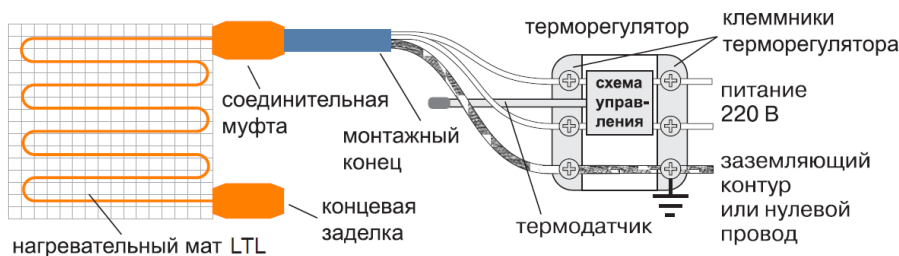 терморегулятор
клеммники
терморегулятора
схема
управ-
ления
питание
220 В
соединительная
муфта
монтажный
конец
заземляющий
контур
или нулевой
провод
концевая
заделка
термодатчик
нагревательный мат LTL